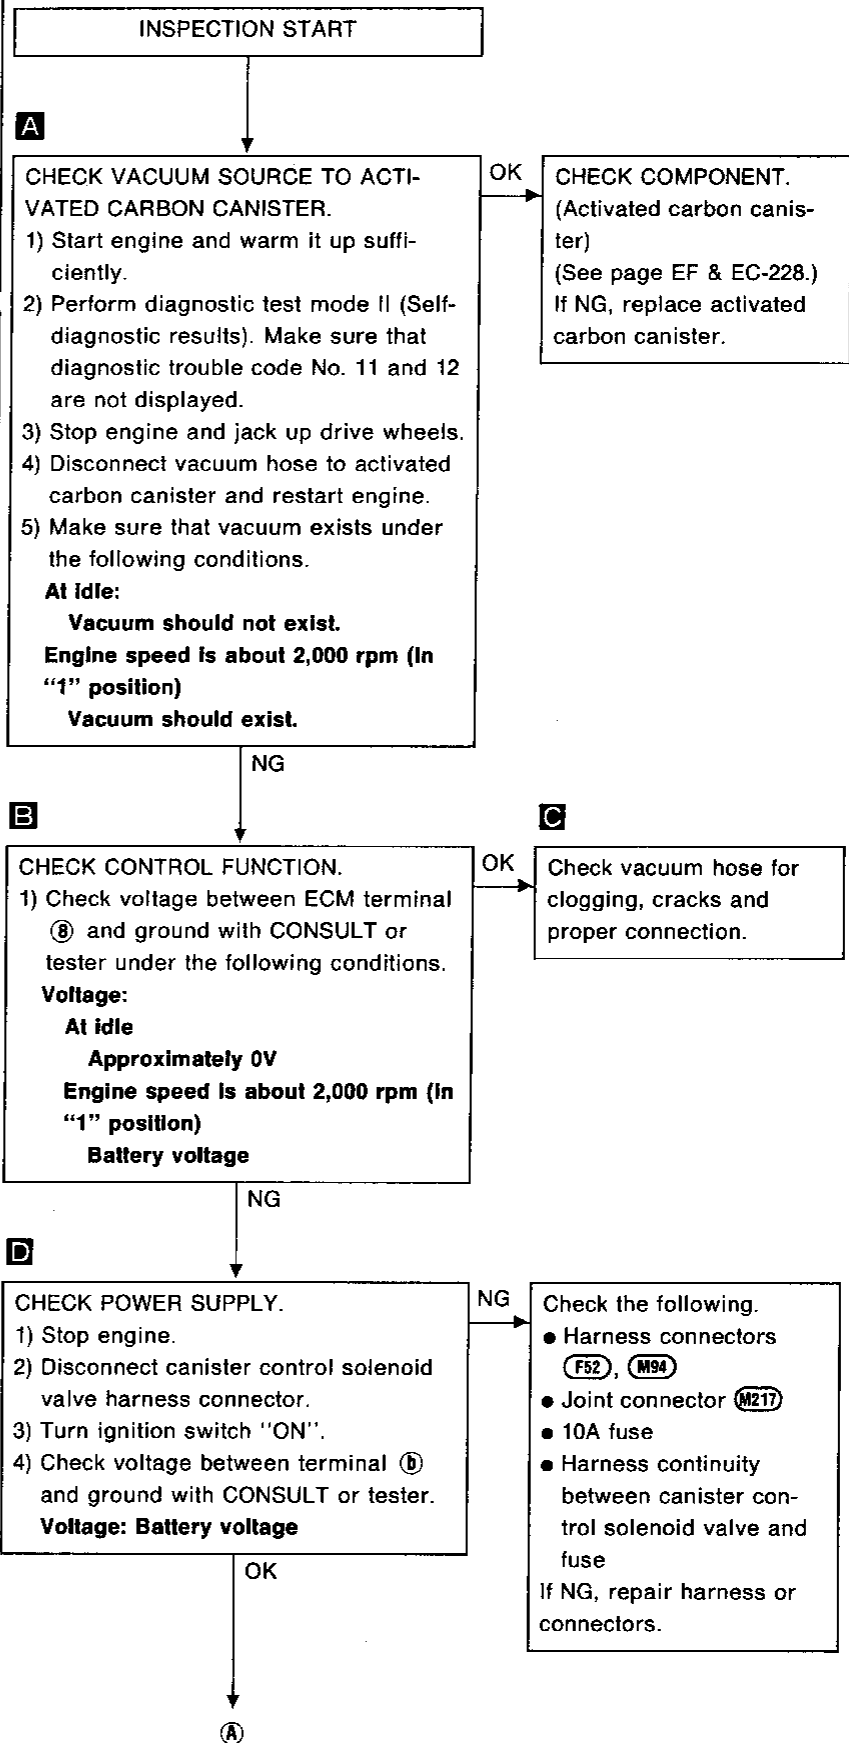 INSPECTION START
A
CHECK VACUUM SOURCE TO ACTI-
VATED CARBON CANISTER.
1) Start engine and warm it up suffi-
ciently.
2) Perform diagnostic test mode II (Self-
diagnostic results). Make sure that
diagnostic trouble code No. 11 and 12
are not displayed.
3) Stop engine and jack up drive wheels.
4) Disconnect vacuum hose to activated
carbon canister and restart engine.
5) Make sure that vacuum exists under
the following conditions.
At idle:
Vacuum should not exist.
Engine speed is about 2,000 rpm (In
“1” position)
Vacuum should exist.
OK
CHECK COMPONENT.
(Activated carbon canis-
ter)
(See page EF & EC-228.)
If NG, replace activated
carbon canister.
NG
B
CHECK CONTROL FUNCTION.
1) Check voltage between ECM terminal
⑧ and ground with CONSULT or
tester under the following conditions.
Voltage:
At idle
Approximately 0V
Engine speed is about 2,000 rpm (In
“1” position)
Battery voltage
OK
C
Check vacuum hose for
clogging, cracks and
proper connection.
NG
D
CHECK POWER SUPPLY.
1) Stop engine.
2) Disconnect canister control solenoid
valve harness connector.
3) Turn ignition switch "ON".
4) Check voltage between terminal ⓑ
and ground with CONSULT or tester.
Voltage: Battery voltage
NG
Check the following.
● Harness connectors
F52, M94
● Joint connector M217
● 10A fuse
● Harness continuity
between canister con-
trol solenoid valve and
fuse
If NG, repair harness or
connectors.
OK
Ⓐ